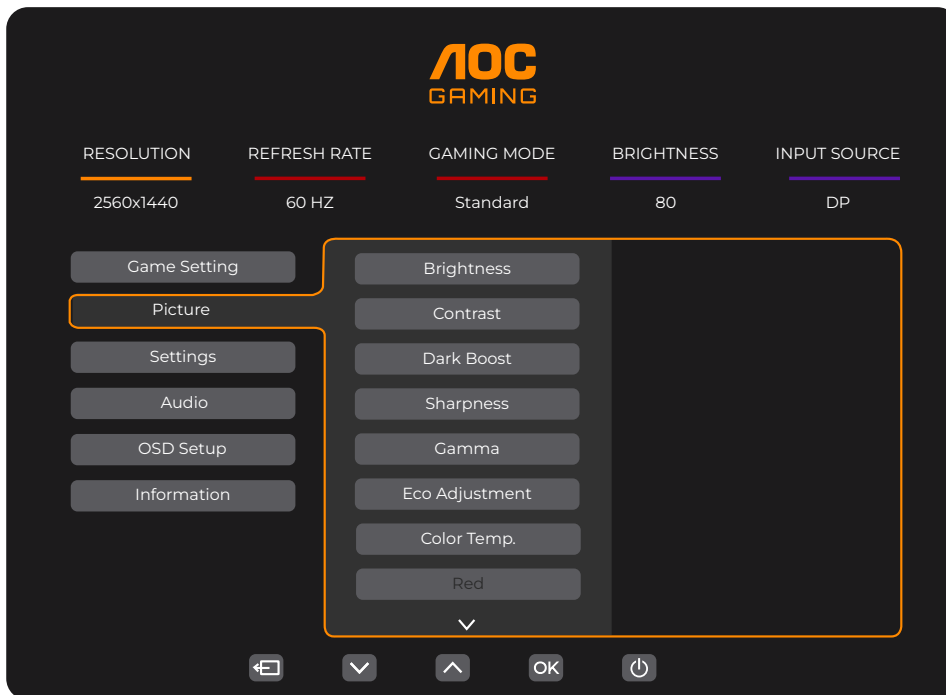 AOC
GAMING
RESOLUTION REFRESH RATE GAMING MODE BRIGHTNESS INPUT SOURCE
2560x1440 60 HZ Standard 80 DP
Game Setting
Picture
Settings
Audio
OSD Setup
Information
Brightness
Contrast
Dark Boost
Sharpness
Gamma
Eco Adjustment
Color Temp.
Red
OK